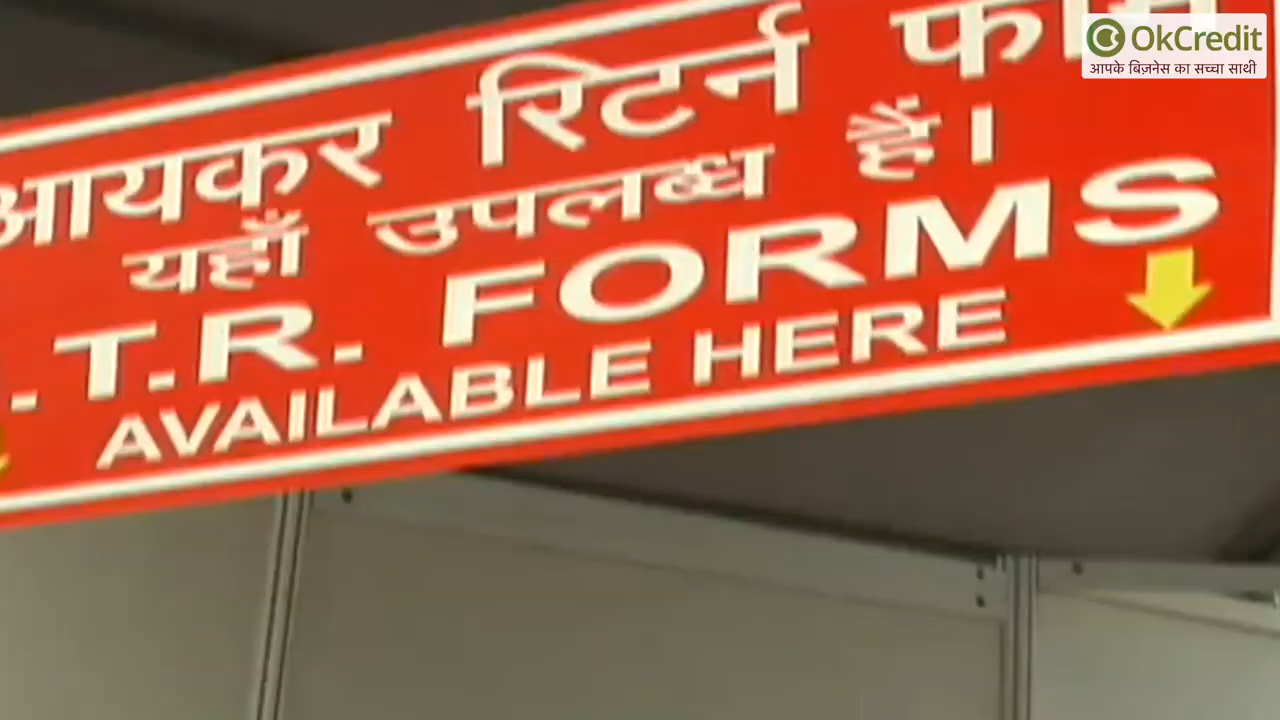 आयकर रिटर्न फॉर्म
यहाँ उपलब्ध हैं।
.T.R. FORMS
AVAILABLE HERE
OkCredit
आपके बिज़नेस का सच्चा साथी